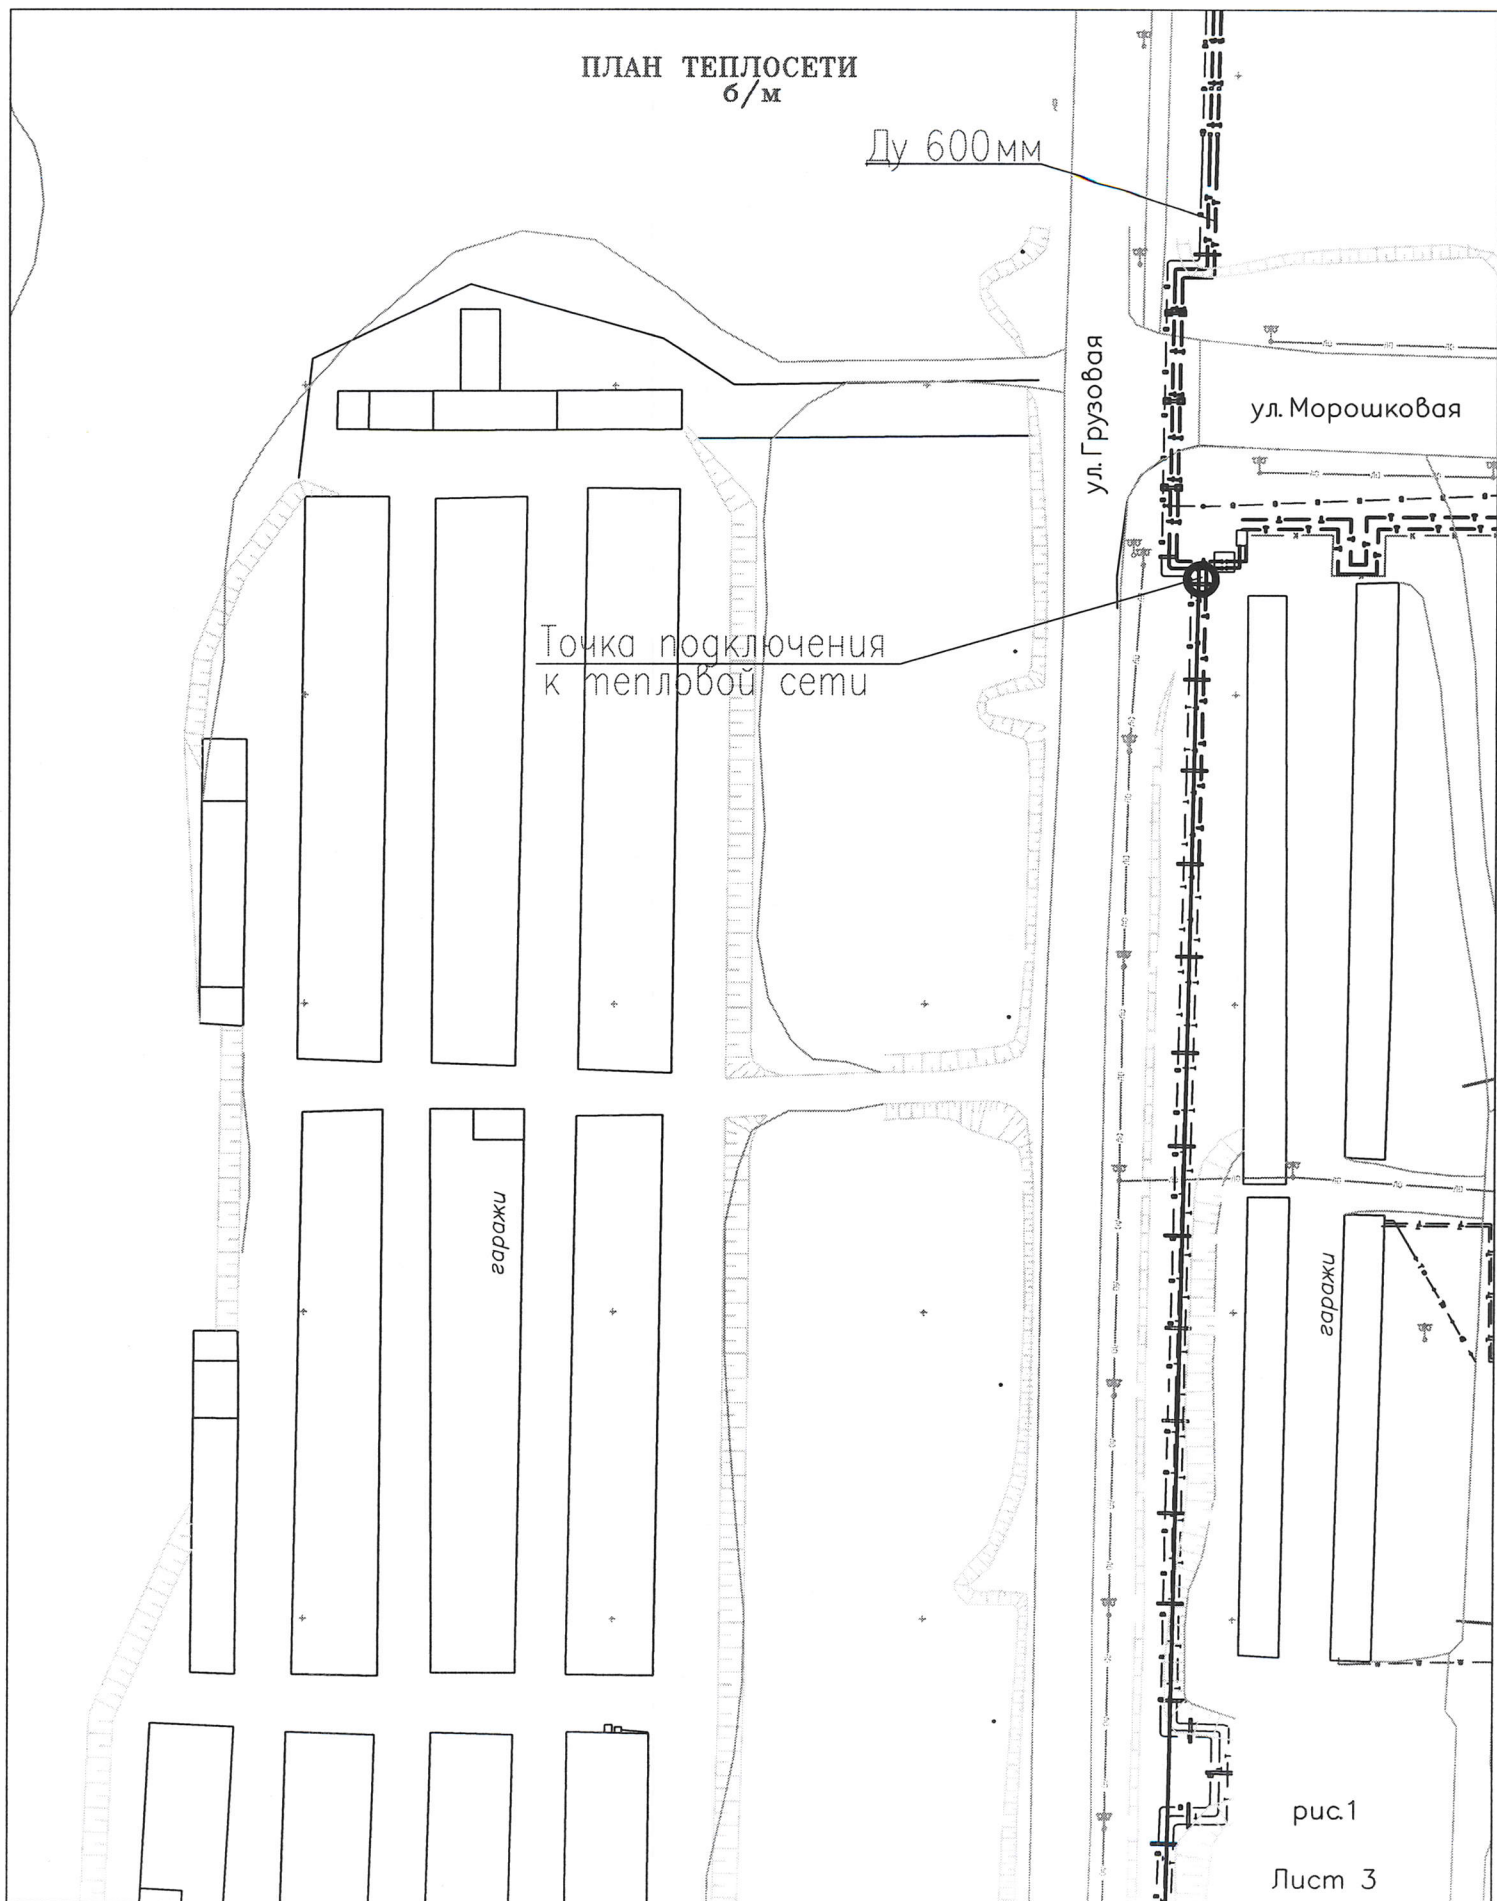 ПЛАН ТЕПЛОСЕТИ
б/м
Ду 600мм
ул. Грузовая
ул. Морошковая
Точка подключения
к тепловой сети
гаражи
гаражи
рис.1
Лист 3